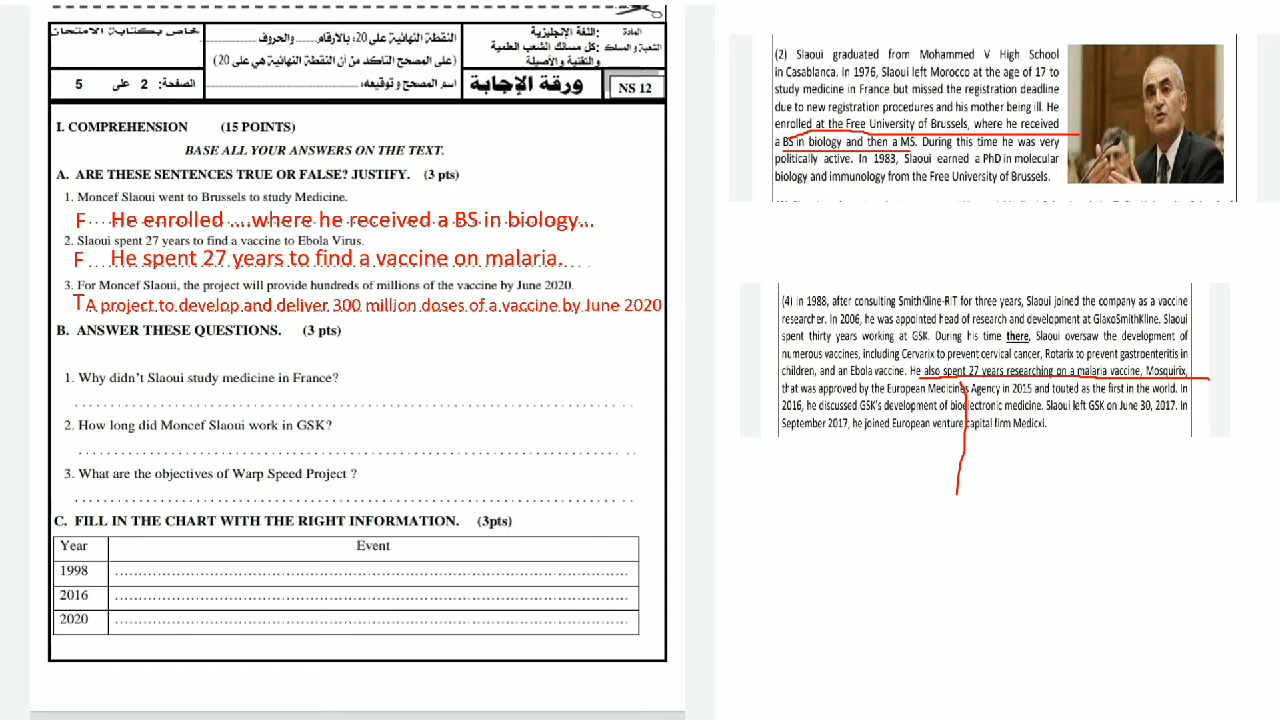 خاص بكتابة الامتحان
النقطة النهائية على 20: بالأرقام........ والحروف
(على المصحح التأكد من أن النقطة النهائية هي على 20)
المادة :اللغة الإنجليزية
الشعبة والمسلك :كل مسالك الشعب العلمية
والتقنية والأصيلة
الصفحة: 2 على 5
اسم المصحح وتوقيعه:
ورقة الإجابة
NS 12
I. COMPREHENSION (15 POINTS)
BASE ALL YOUR ANSWERS ON THE TEXT.
A. ARE THESE SENTENCES TRUE OR FALSE? JUSTIFY. (3 pts)
1. Moncef Slaoui went to Brussels to study Medicine.
F He enrolled ....where he received a BS in biology...
2. Slaoui spent 27 years to find a vaccine to Ebola Virus.
F He spent 27 years to find a vaccine on malaria.
3. For Moncef Slaoui, the project will provide hundreds of millions of the vaccine by June 2020.
T A project to develop and deliver 300 million doses of a vaccine by June 2020
B. ANSWER THESE QUESTIONS. (3 pts)
1. Why didn't Slaoui study medicine in France?
2. How long did Moncef Slaoui work in GSK?
3. What are the objectives of Warp Speed Project ?
C. FILL IN THE CHART WITH THE RIGHT INFORMATION. (3pts)
Year Event
1998
2016
2020
(2) Slaoui graduated from Mohammed V High School
in Casablanca. In 1976, Slaoui left Morocco at the age of 17 to
study medicine in France but missed the registration deadline
due to new registration procedures and his mother being ill. He
enrolled at the Free University of Brussels, where he received
a BS in biology and then a MS. During this time he was very
politically active. In 1983, Slaoui earned a PhD in molecular
biology and immunology from the Free University of Brussels.
(4) In 1988, after consulting SmithKline-RIT for three years, Slaoui joined the company as a vaccine
researcher. In 2006, he was appointed head of research and development at GlaxoSmithKline. Slaoui
spent thirty years working at GSK. During his time there, Slaoui oversaw the development of
numerous vaccines, including Cervarix to prevent cervical cancer, Rotarix to prevent gastroenteritis in
children, and an Ebola vaccine. He also spent 27 years researching on a malaria vaccine, Mosquirix,
that was approved by the European Medicines Agency in 2015 and touted as the first in the world. In
2016, he discussed GSK's development of bioelectronic medicine. Slaoui left GSK on June 30, 2017. In
September 2017, he joined European venture capital firm Medicxi.